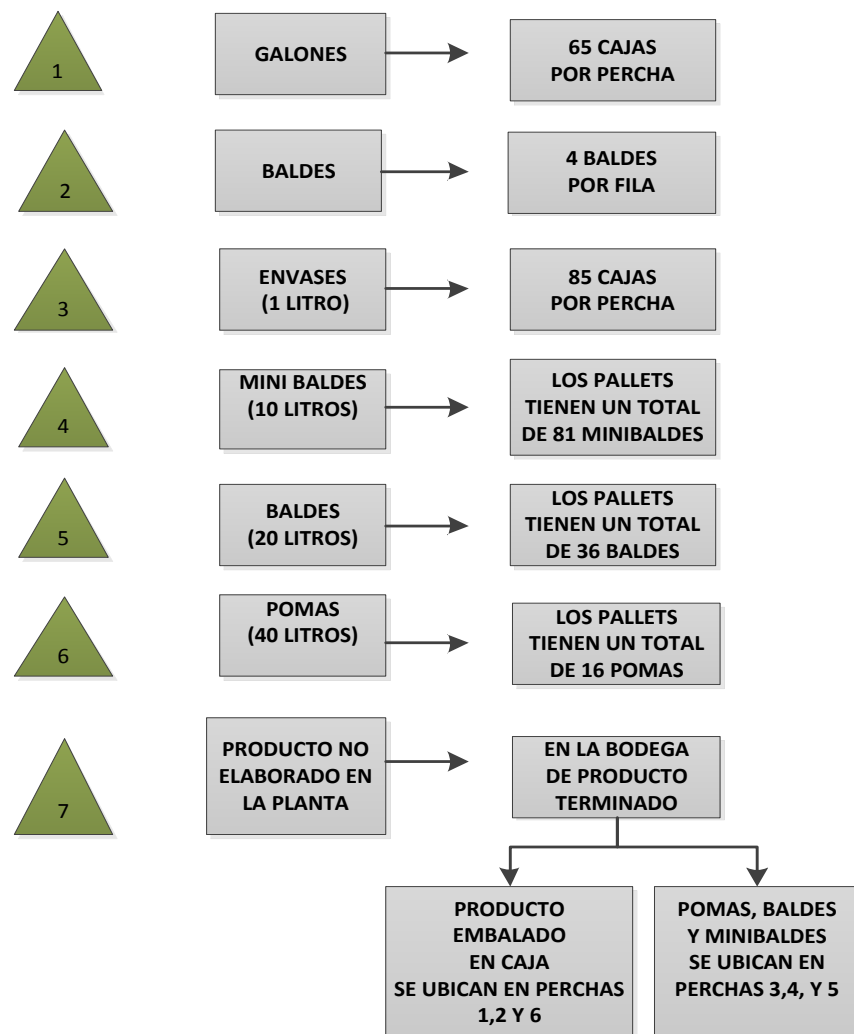 1
GALONES
65 CAJAS
POR PERCHA
2
BALDES
4 BALDES
POR FILA
3
ENVASES
(1 LITRO)
85 CAJAS
POR PERCHA
4
MINI BALDES
(10 LITROS)
LOS PALLETS
TIENEN UN TOTAL
DE 81 MINIBALDES
5
BALDES
(20 LITROS)
LOS PALLETS
TIENEN UN TOTAL
DE 36 BALDES
6
POMAS
(40 LITROS)
LOS PALLETS
TIENEN UN TOTAL
DE 16 POMAS
7
PRODUCTO NO
ELABORADO EN
LA PLANTA
EN LA BODEGA
DE PRODUCTO
TERMINADO
PRODUCTO
EMBALADO
EN CAJA
SE UBICAN EN PERCHAS
1,2 Y 6
POMAS, BALDES
Y MINIBALDES
SE UBICAN EN
PERCHAS 3,4, Y 5